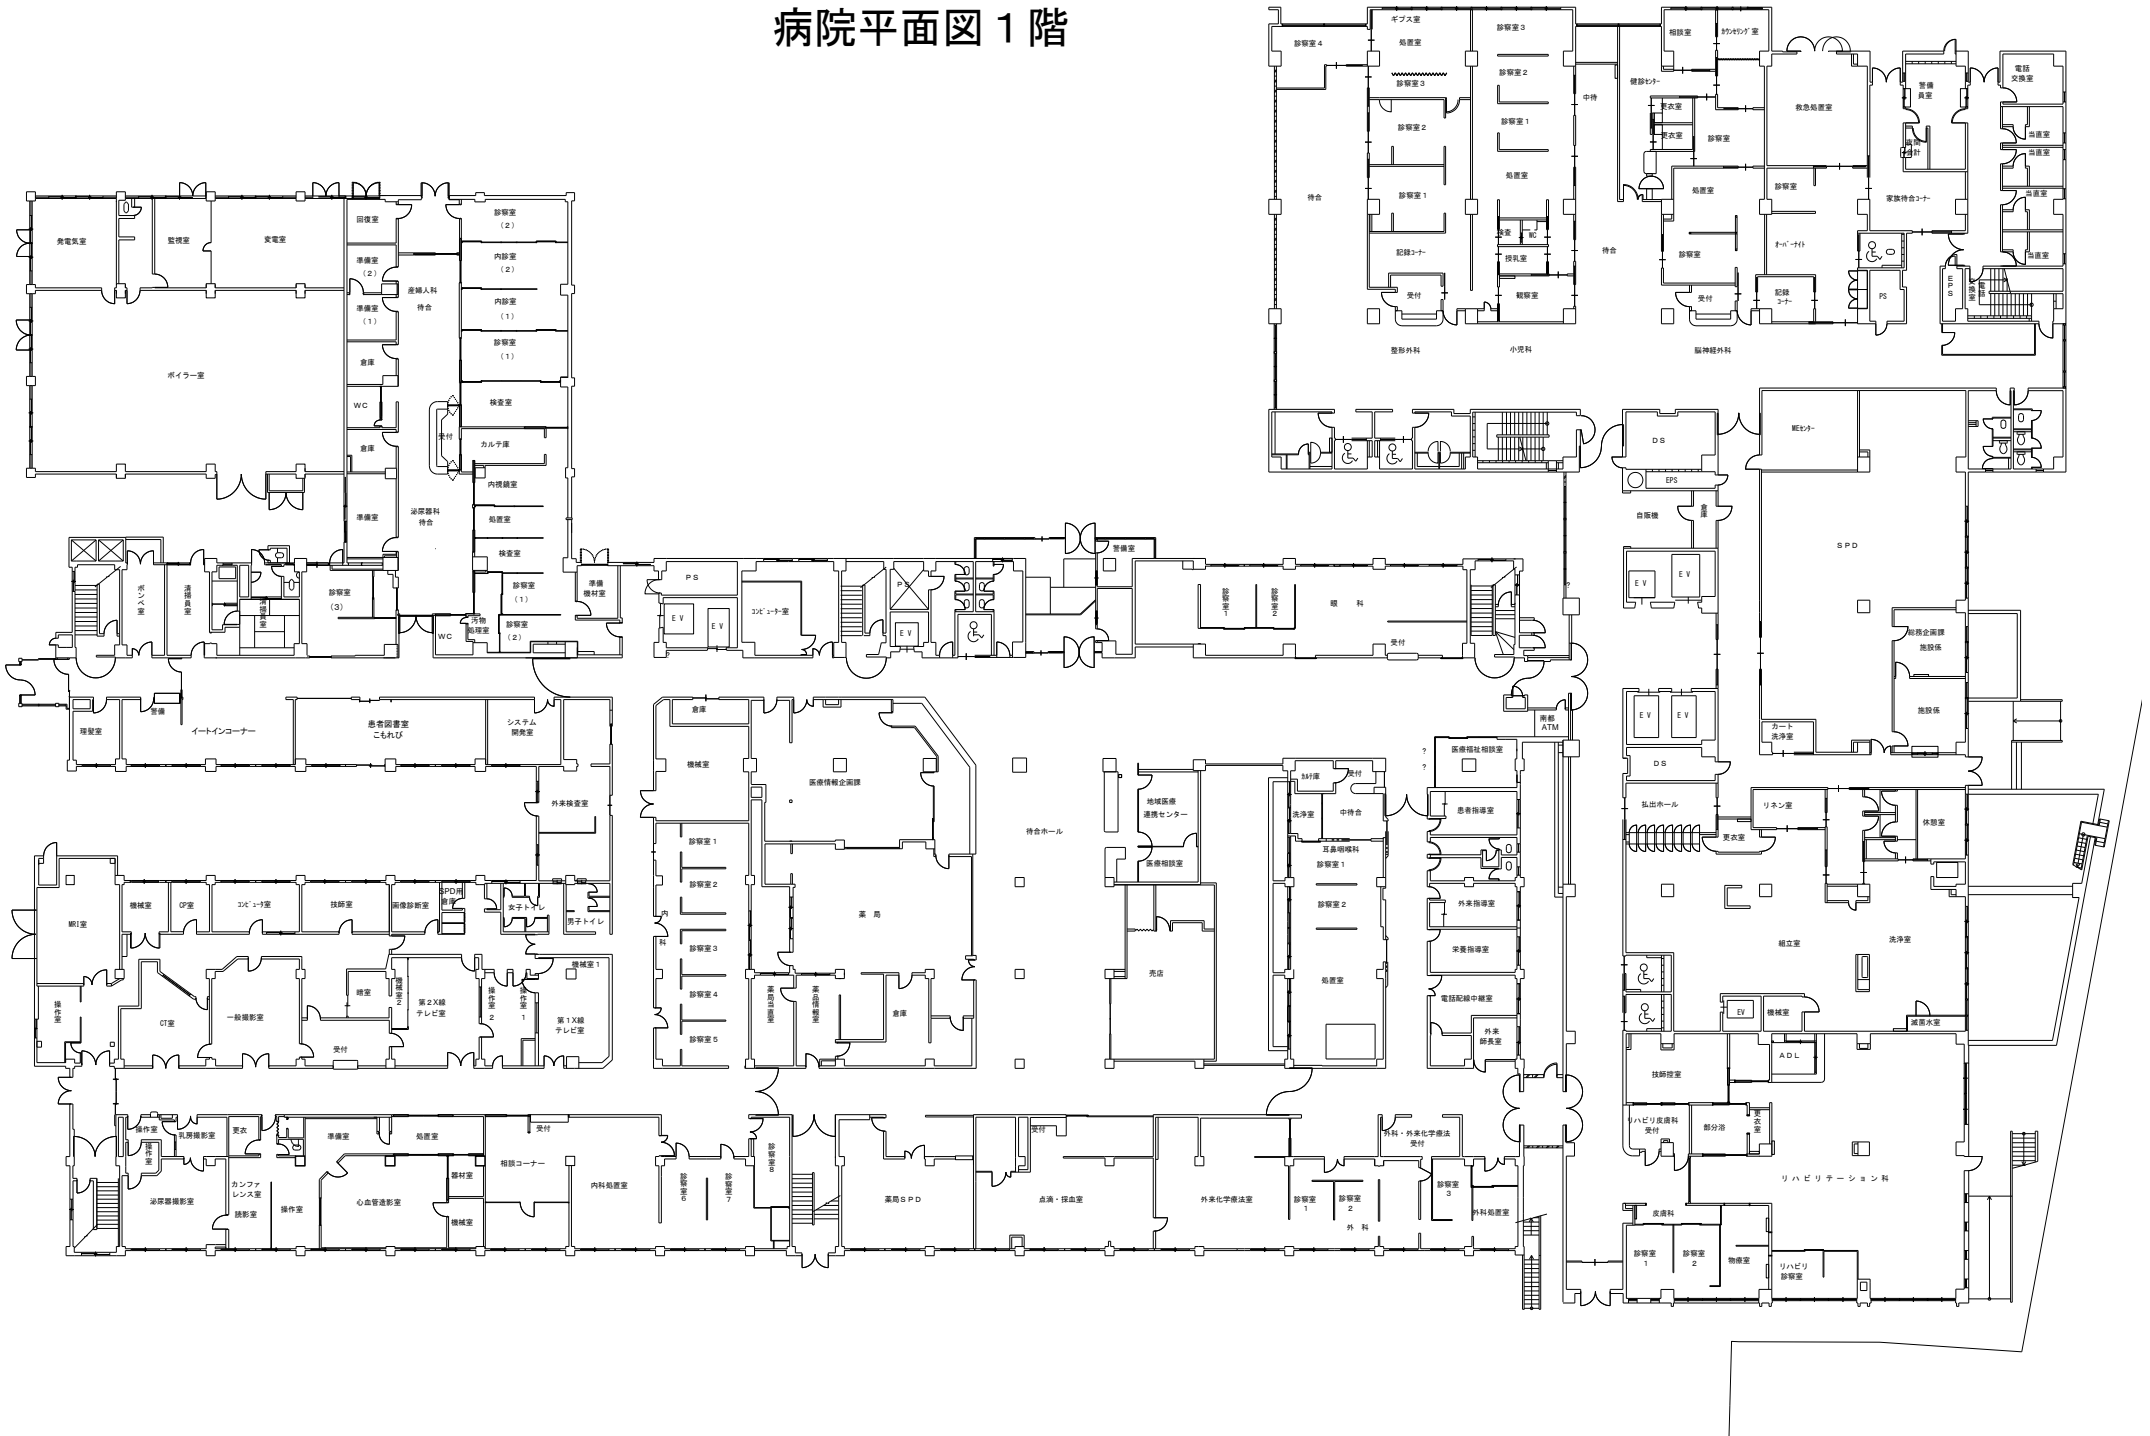 病院平面図１階
ギプス室
処置室
診察室４
診察室３
診察室３
診察室２
診察室２
診察室１
診察室１
処置室
待合
記録ｺｰﾅｰ
受付
検査
WC
授乳室
観察室
中待
待合
健診ｾﾝﾀｰ
相談室
ｶｳﾝｾﾘﾝｸﾞ室
更衣室
更衣室
診察室
処置室
診察室
受付
救急処置室
診察室
ｵｰﾊﾞｰﾅｲﾄ
記録
ｺｰﾅｰ
PS
警備
員室
夜間
会計
家族待合ｺｰﾅｰ
電話
交換室
当直室
当直室
当直室
当直室
ＥＰＳ
電話
交換室
整形外科
小児科
脳神経外科
発電気室
監視室
変電室
ボイラー室
回復室
準備室
（２）
準備室
（１）
倉庫
ＷＣ
倉庫
準備室
産婦人科
待合
受付
泌尿器科
待合
診察室
（２）
内診室
（２）
内診室
（１）
診察室
（１）
検査室
カルテ庫
内視鏡室
処置室
検査室
診察室
（１）
診察室
（２）
汚物
処理室
WC
準備
機材室
ボンベ室
清掃員室
清掃員室
診察室
（３）
ＰＳ
ＥＶ
ＥＶ
ｺﾝﾋﾟｭｰﾀｰ室
ＰＳ
ＥＶ
警備室
診察室１
診察室２
眼　科
受付
ＤＳ
EPS
自販機
倉庫
ＥＶ
ＥＶ
MEｾﾝﾀｰ
ＳＰＤ
総務企画課
施設係
施設係
カート
洗浄室
ＥＶ
ＥＶ
ＤＳ
理髪室
警備
イートインコーナー
患者図書室
こもれび
システム
開発室
外来検査室
倉庫
機械室
医療情報企画課
待合ホール
地域医療
連携センター
医療相談室
ｶﾙﾃ庫
受付
洗浄室
中待合
耳鼻咽喉科
診察室１
診察室２
処置室
南都
ATM
?
?
?
医療福祉相談室
患者指導室
外来指導室
栄養指導室
電話配線中継室
外来
師長室
払出ホール
リネン室
更衣室
休憩室
組立室
洗浄室
滅菌水室
EV
機械室
MRI室
操作室
機械室
CP室
ｺﾝﾋﾟｭｰﾀ室
技師室
画像診断室
SPD用
倉庫
女子トイレ
男子トイレ
CT室
一般撮影室
暗室
受付
機械室２
第２X線
テレビ室
操作室２
操作室１
機械室１
第１X線
テレビ室
診察室１
診察室２
内科
診察室３
診察室４
診察室５
薬　局
薬局当直室
薬品情報室
倉庫
売店
技師控室
ＡＤＬ
リハビリ皮膚科
受付
部分浴
更衣室
リハビリテーション科
皮膚科
診察室
１
診察室
２
物療室
リハビリ
診察室
操作室
操作室
乳房撮影室
更衣
泌尿器撮影室
カンファ
レンス室
読影室
操作室
準備室
処置室
心血管造影室
器材室
機械室
受付
相談コーナー
内科処置室
診察室６
診察室７
診察室８
薬局ＳＰＤ
受付
点滴・採血室
外来化学療法室
外科・外来化学療法
受付
診察室
１
診察室
２
外　科
診察室
３
外科処置室